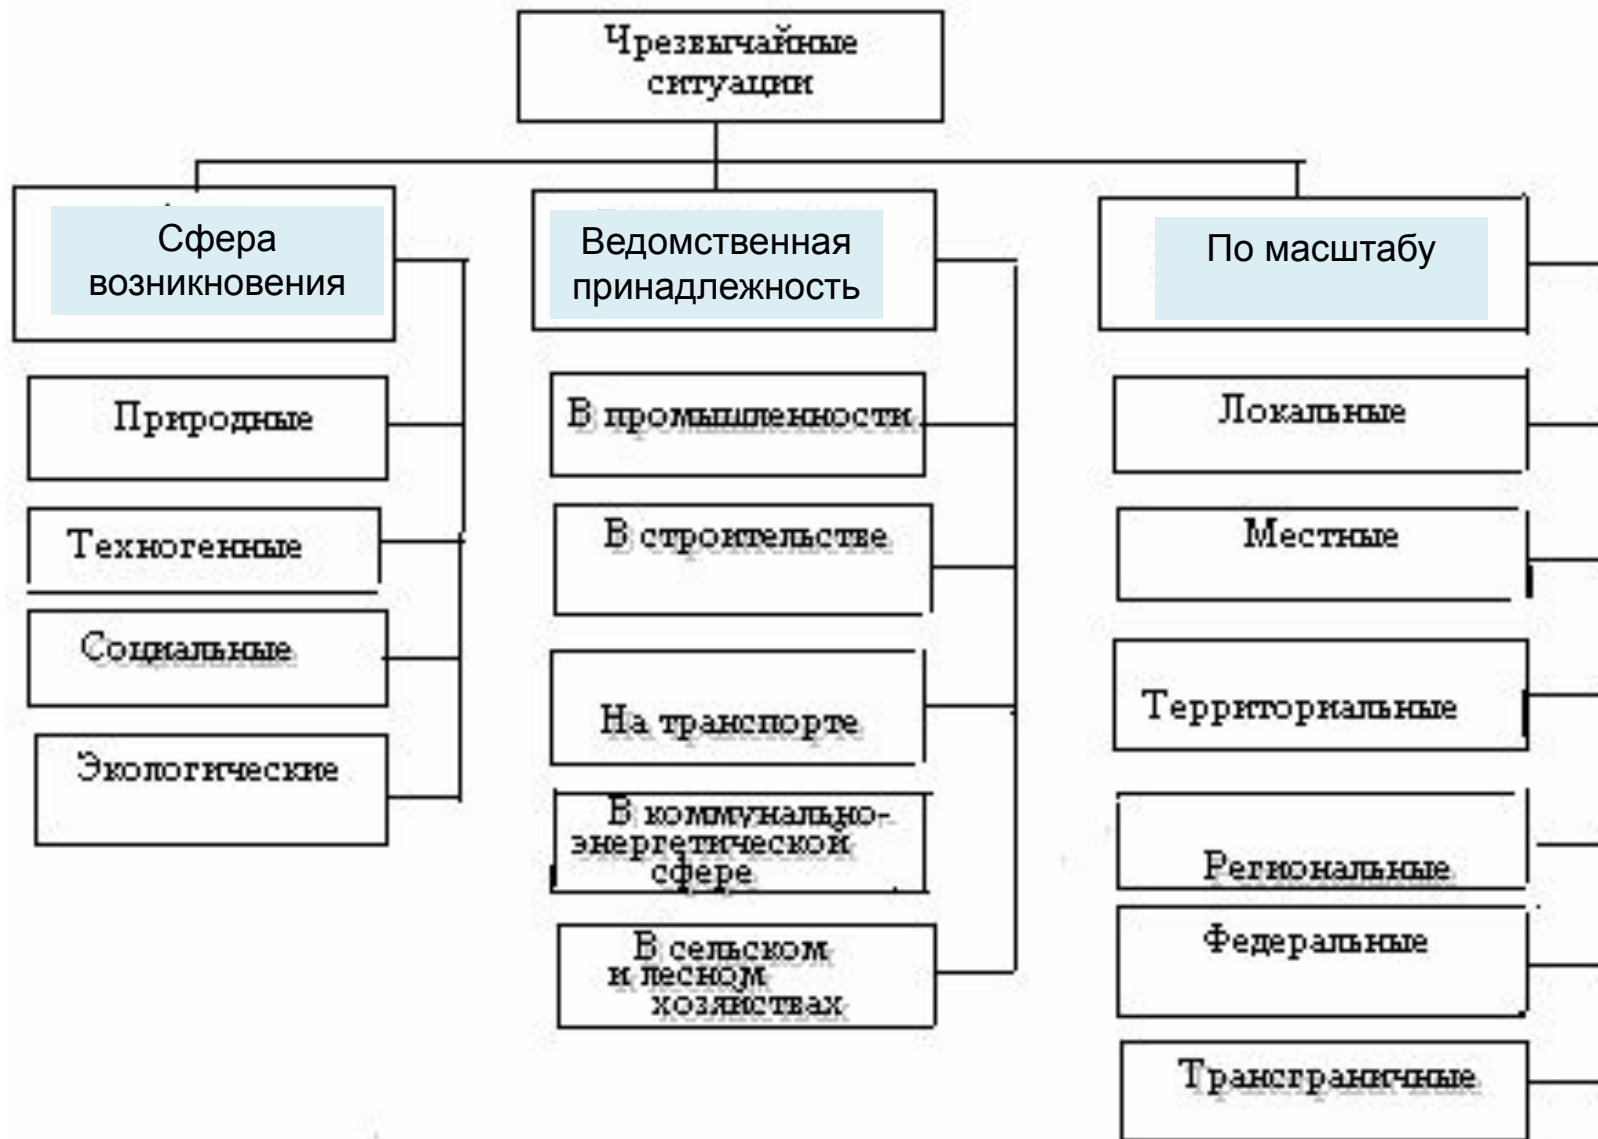 Чрезвычайные
ситуации
Сфера
возникновения
Природные
Техногенные
Социальные
Экологические
Ведомственная
принадлежность
В промышленности
В строительстве
На транспорте
В коммунально-
энергетической
сфере
В сельском
и лесном
хозяйствах
По масштабу
Локальные
Местные
Территориальные
Региональные
Федеральные
Трансграничные